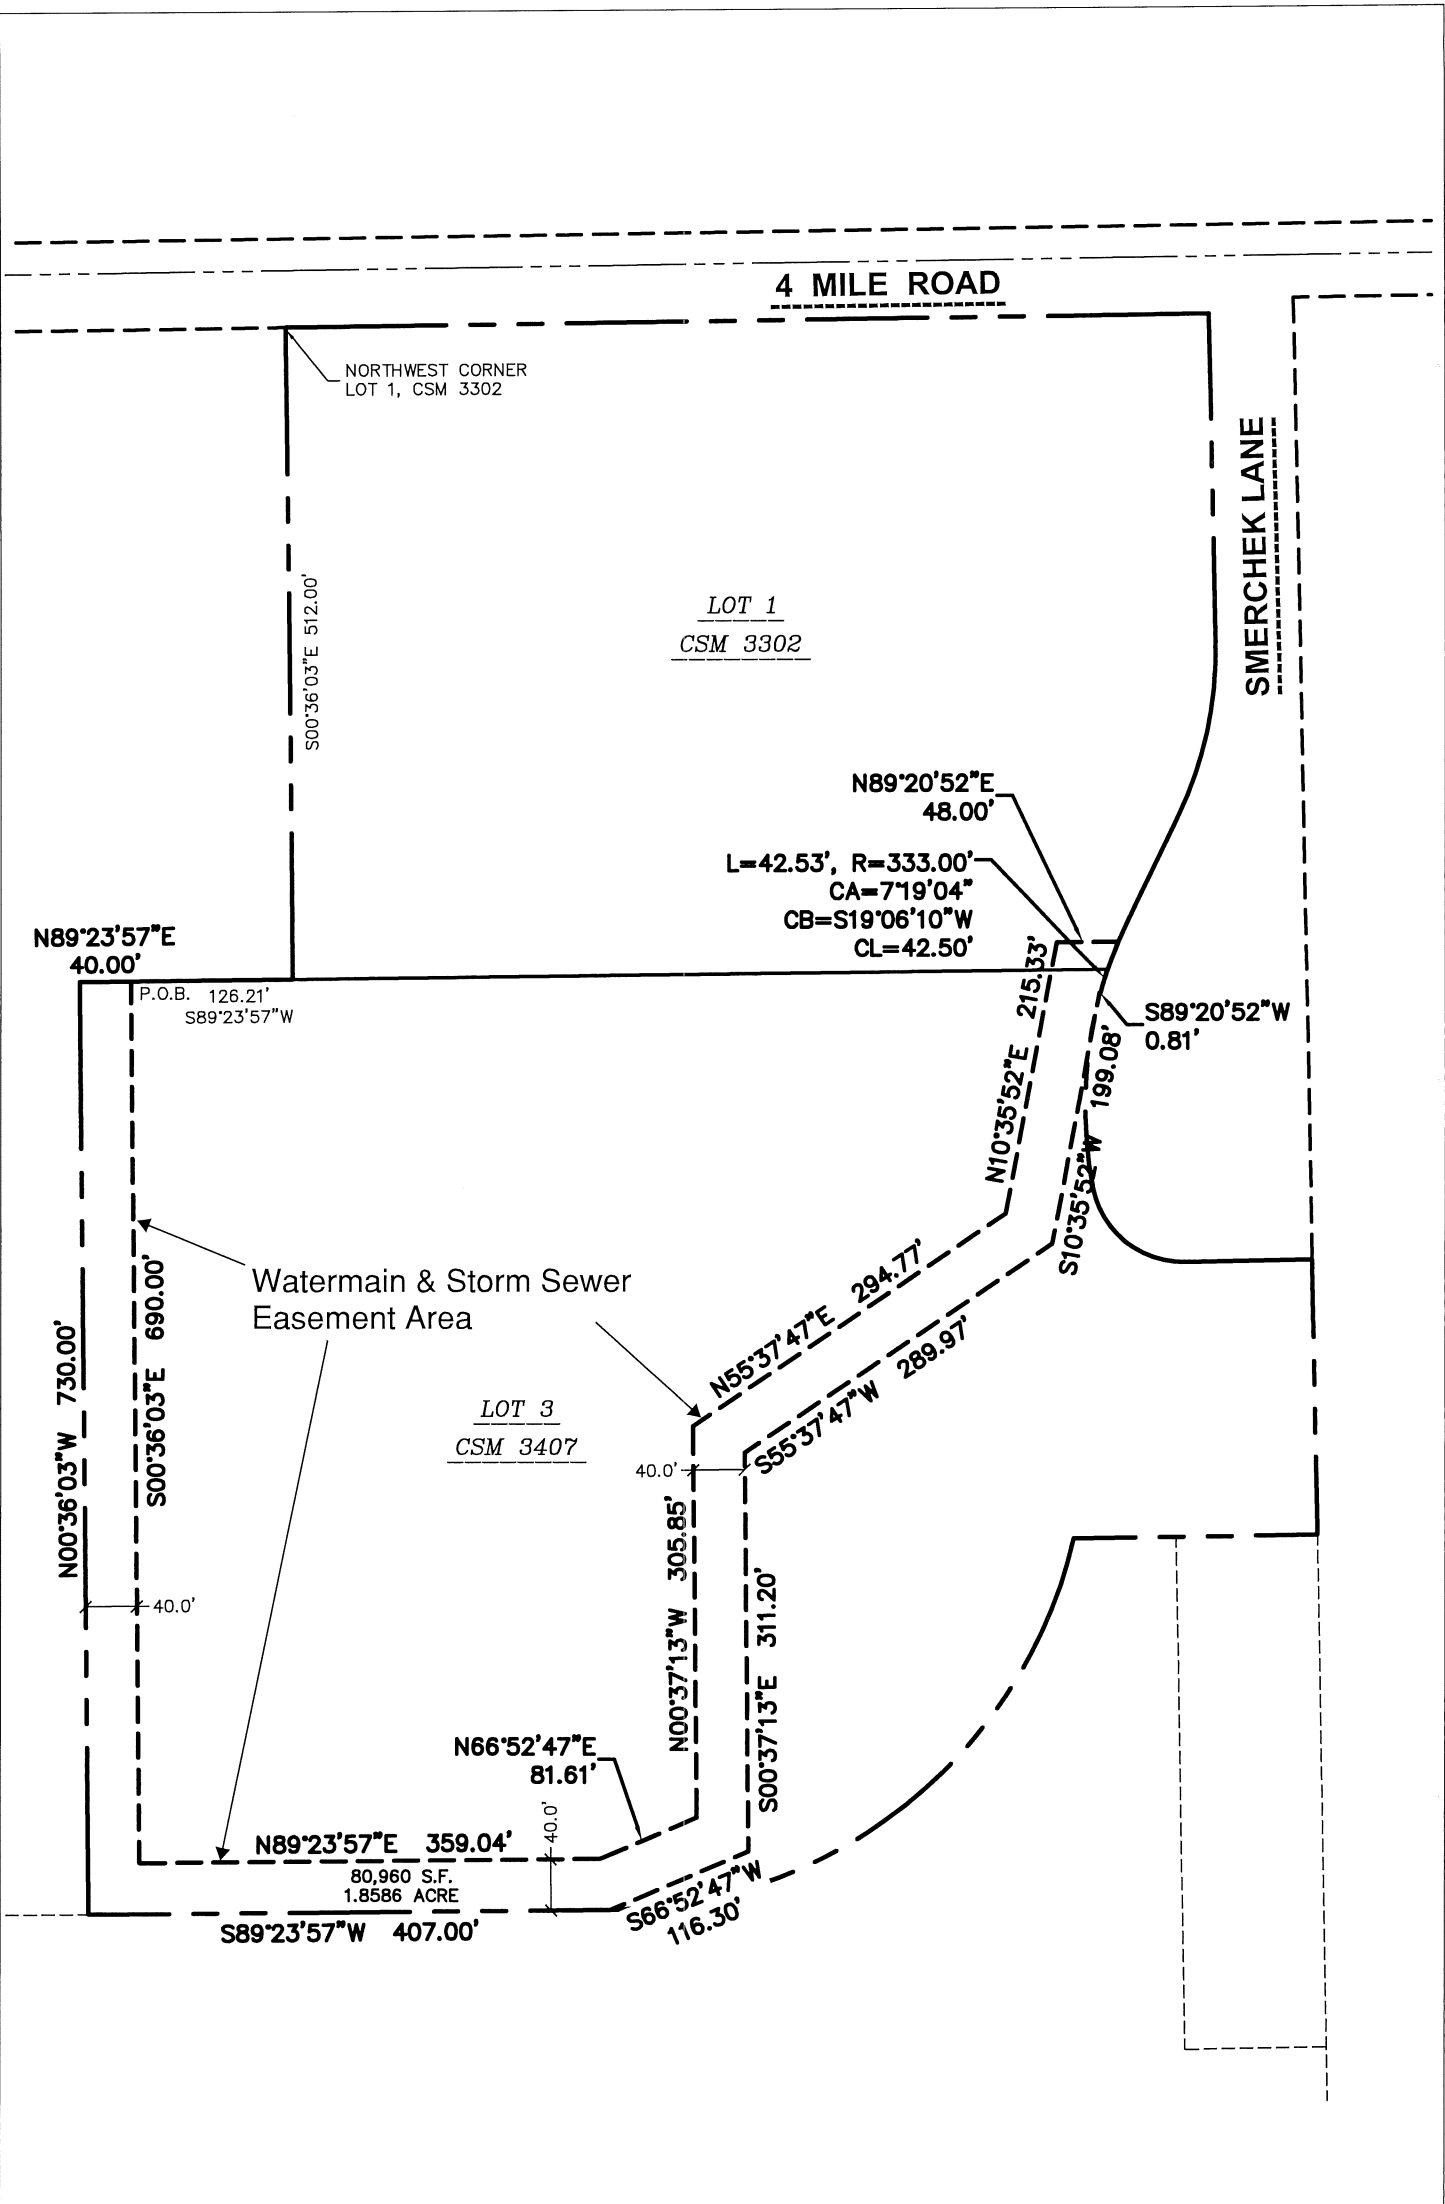 4 MILE ROAD
NORTHWEST CORNER
LOT 1, CSM 3302
SMERCHEK LANE
S00°36'03"E 512.00'
LOT 1
CSM 3302
N89°20'52"E
48.00'
L=42.53', R=333.00'
CA=7°19'04"
CB=S19°06'10"W
CL=42.50'
N89°23'57"E
40.00'
P.O.B. 126.21'
S89°23'57"W
S89°20'52"W
0.81'
N10°35'52"E 215.33'
S10°35'52"W 199.08'
Watermain & Storm Sewer
Easement Area
N00°36'03"W 730.00'
S00°36'03"E 690.00'
N55°37'47"E 294.77'
S55°37'47"W 289.97'
LOT 3
CSM 3407
40.0'
N00°37'13"W 305.85'
S00°37'13"E 311.20'
40.0'
N66°52'47"E
81.61'
N89°23'57"E 359.04'
40.0'
80,960 S.F.
1.8586 ACRE
S89°23'57"W 407.00'
S66°52'47"W
116.30'